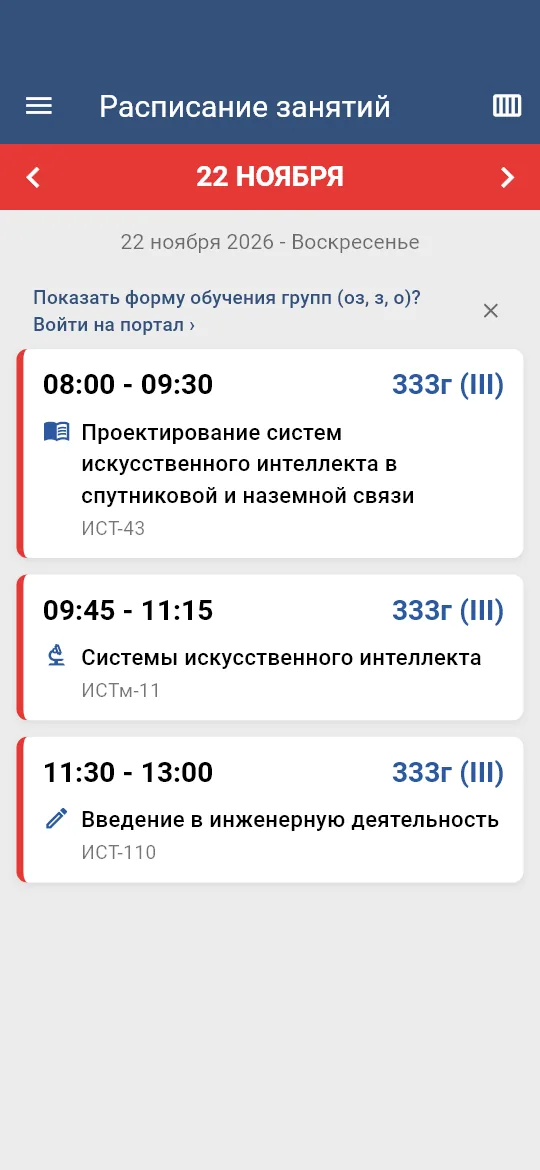 Расписание занятий
22 НОЯБРЯ
22 ноября 2026 - Воскресенье
Показать форму обучения групп (оз, з, о)?
Войти на портал ›
08:00 - 09:30 333г (III)
Проектирование систем
искусственного интеллекта в
спутниковой и наземной связи
ИСТ-43
09:45 - 11:15 333г (III)
Системы искусственного интеллекта
ИСТм-11
11:30 - 13:00 333г (III)
Введение в инженерную деятельность
ИСТ-110